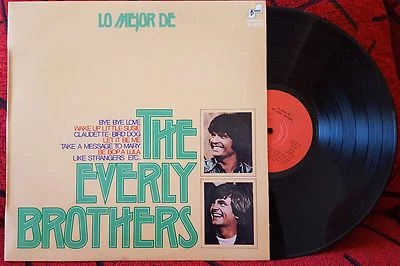 LO MEJOR DE
BYE BYE LOVE
WAKE UP LITTLE SUSIE
CLAUDETTE · BIRD DOG
LET IT BE ME
TAKE A MESSAGE TO MARY
BE BOP A LULA
LIKE STRANGERS ETC.
THE
EVERLY
BROTHERS